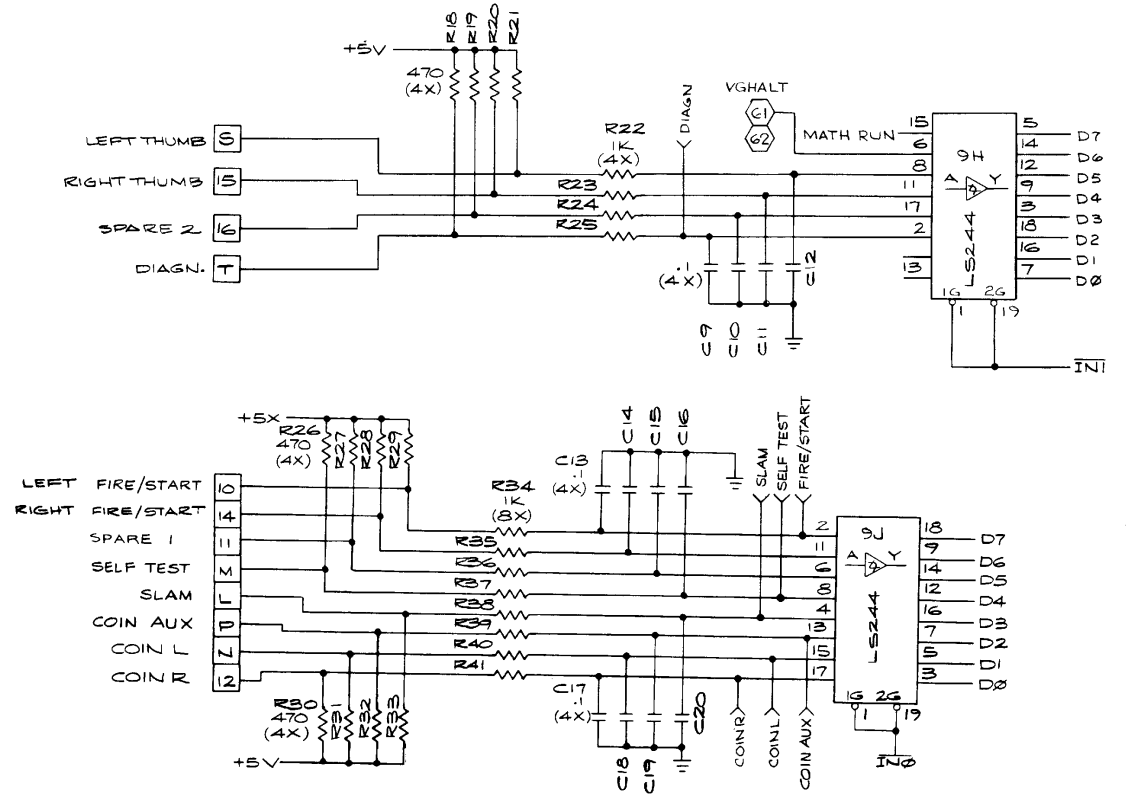 R18
R19
R20
R21
+5V
470
(4X)
LEFT THUMB S
RIGHT THUMB 15
SPARE 2 16
DIAGN. T
R22
1K
(4X)
R23
R24
R25
DIAGN
VGHALT
61
62
MATH RUN
15
6
8
11
17
2
13
9H
A Y
LS244
1G 2G
1
19
5
14
12
9
3
18
16
7
D7
D6
D5
D4
D3
D2
D1
DØ
IN1
.1
(4X)
C9
C10
C11
C12
+5X
R26
470
(4X)
R27
R28
R29
LEFT FIRE/START 10
RIGHT FIRE/START 14
SPARE 1 11
SELF TEST M
SLAM L
COIN AUX P
COIN L N
COIN R 12
R34
1K
(8X)
R35
R36
R37
R38
R39
R40
R41
C13
.1
(4X)
C14
C15
C16
SLAM
SELF TEST
FIRE/START
2
11
6
8
4
13
15
17
9J
A Y
LS244
1G 2G
1
19
18
9
14
12
16
7
5
3
D7
D6
D5
D4
D3
D2
D1
DØ
INØ
R30
470
(4X)
R31
R32
R33
+5V
C17
.1
(4X)
C18
C19
C20
COIN R
COIN L
COIN AUX